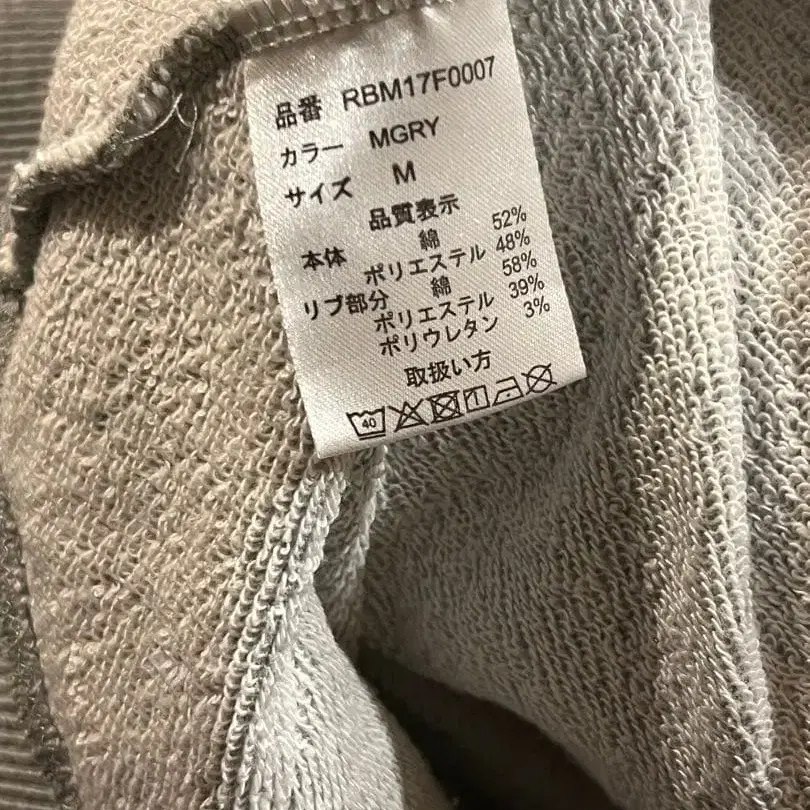 品番 RBM17F0007
カラー MGRY
サイズ M
品質表示
本体 綿 52%
ポリエステル 48%
リブ部分 綿 58%
ポリエステル 39%
ポリウレタン 3%
取扱い方
40